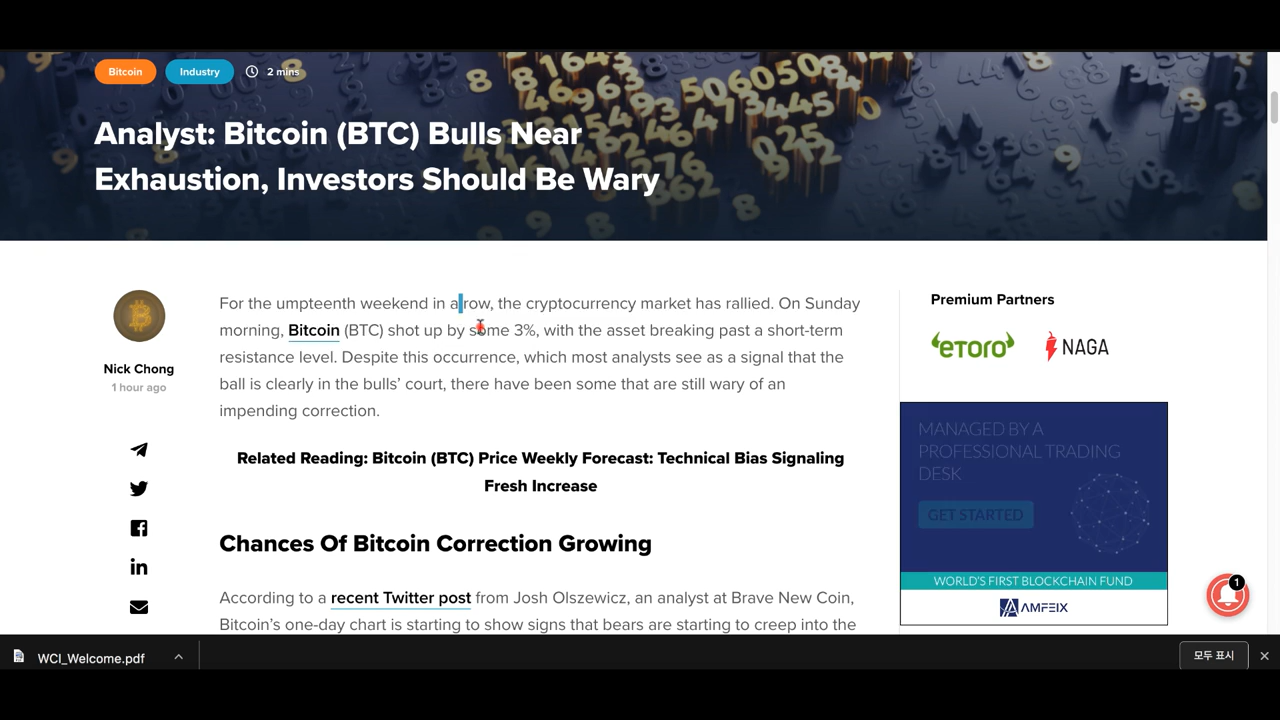 Bitcoin
Industry
2 mins
Analyst: Bitcoin (BTC) Bulls Near
Exhaustion, Investors Should Be Wary
Nick Chong
1 hour ago
For the umpteenth weekend in a row, the cryptocurrency market has rallied. On Sunday
morning, Bitcoin (BTC) shot up by some 3%, with the asset breaking past a short-term
resistance level. Despite this occurrence, which most analysts see as a signal that the
ball is clearly in the bulls’ court, there have been some that are still wary of an
impending correction.
Related Reading: Bitcoin (BTC) Price Weekly Forecast: Technical Bias Signaling
Fresh Increase
Chances Of Bitcoin Correction Growing
According to a recent Twitter post from Josh Olszewicz, an analyst at Brave New Coin,
Bitcoin’s one-day chart is starting to show signs that bears are starting to creep into the
Premium Partners
eTORO
NAGA
MANAGED BY A
PROFESSIONAL TRADING
DESK
GET STARTED
WORLD'S FIRST BLOCKCHAIN FUND
AMFEIX
1
WCI_Welcome.pdf
모두 표시